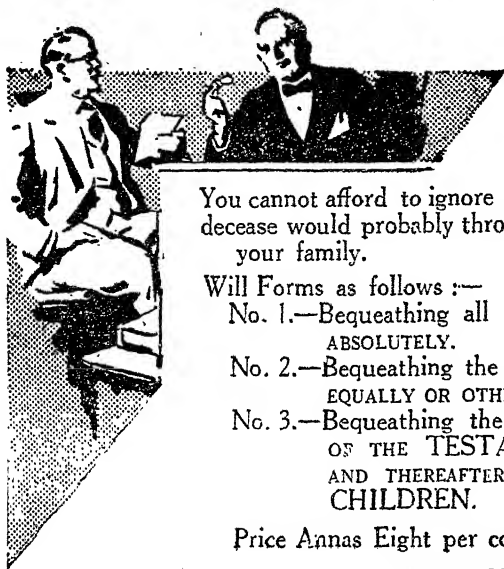 You cannot afford to ignore
decease would probably thro
your family.
Will Forms as follows :—
No. 1.—Bequeathing all
ABSOLUTELY.
No. 2.—Bequeathing the
EQUALLY OR OTH
No. 3.—Bequeathing the
OF THE TESTA
AND THEREAFTER
CHILDREN.
Price Annas Eight per co